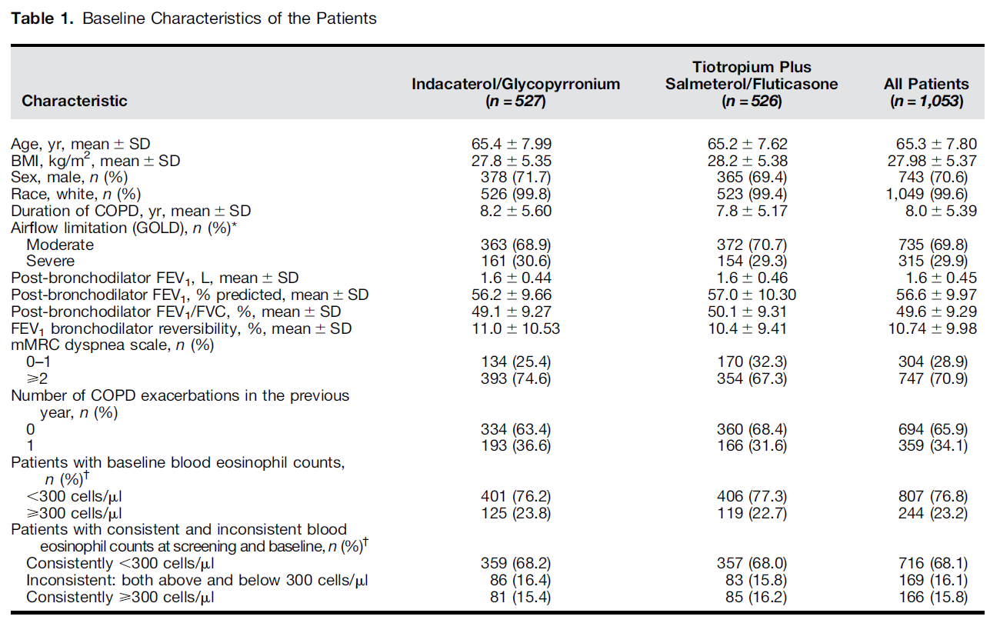 Table 1. Baseline Characteristics of the Patients
Characteristic Indacaterol/Glycopyrronium (n = 527) Tiotropium Plus Salmeterol/Fluticasone (n = 526) All Patients (n = 1,053)
Age, yr, mean ± SD 65.4 ± 7.99 65.2 ± 7.62 65.3 ± 7.80
BMI, kg/m², mean ± SD 27.8 ± 5.35 28.2 ± 5.38 27.98 ± 5.37
Sex, male, n (%) 378 (71.7) 365 (69.4) 743 (70.6)
Race, white, n (%) 526 (99.8) 523 (99.4) 1,049 (99.6)
Duration of COPD, yr, mean ± SD 8.2 ± 5.60 7.8 ± 5.17 8.0 ± 5.39
Airflow limitation (GOLD), n (%)*
Moderate 363 (68.9) 372 (70.7) 735 (69.8)
Severe 161 (30.6) 154 (29.3) 315 (29.9)
Post-bronchodilator FEV₁, L, mean ± SD 1.6 ± 0.44 1.6 ± 0.46 1.6 ± 0.45
Post-bronchodilator FEV₁, % predicted, mean ± SD 56.2 ± 9.66 57.0 ± 10.30 56.6 ± 9.97
Post-bronchodilator FEV₁/FVC, %, mean ± SD 49.1 ± 9.27 50.1 ± 9.31 49.6 ± 9.29
FEV₁ bronchodilator reversibility, %, mean ± SD 11.0 ± 10.53 10.4 ± 9.41 10.74 ± 9.98
mMRC dyspnea scale, n (%)
0–1 134 (25.4) 170 (32.3) 304 (28.9)
⩾2 393 (74.6) 354 (67.3) 747 (70.9)
Number of COPD exacerbations in the previous
year, n (%)
0 334 (63.4) 360 (68.4) 694 (65.9)
1 193 (36.6) 166 (31.6) 359 (34.1)
Patients with baseline blood eosinophil counts,
n (%)†
<300 cells/μl 401 (76.2) 406 (77.3) 807 (76.8)
⩾300 cells/μl 125 (23.8) 119 (22.7) 244 (23.2)
Patients with consistent and inconsistent blood
eosinophil counts at screening and baseline, n (%)†
Consistently <300 cells/μl 359 (68.2) 357 (68.0) 716 (68.1)
Inconsistent: both above and below 300 cells/μl 86 (16.4) 83 (15.8) 169 (16.1)
Consistently ⩾300 cells/μl 81 (15.4) 85 (16.2) 166 (15.8)